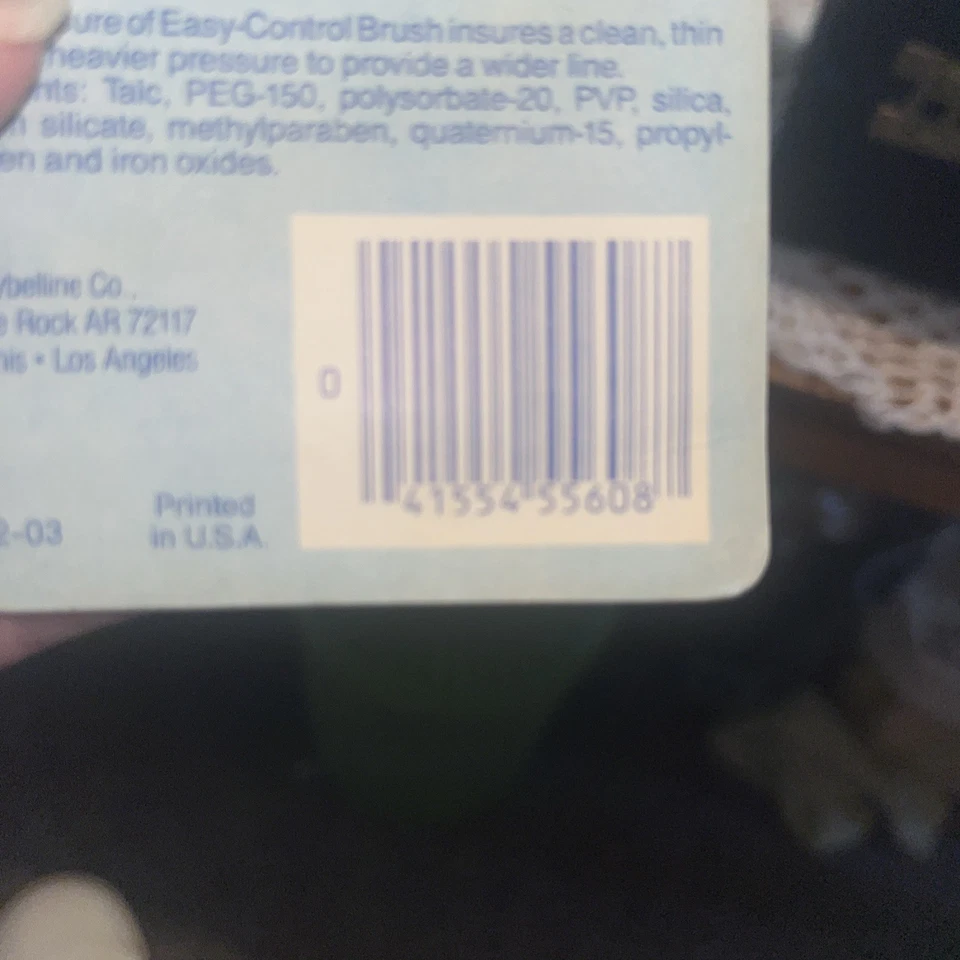 ure of Easy-Control Brush insures a clean, thin
heavier pressure to provide a wider line.
nts: Talc, PEG-150, polysorbate-20, PVP, silica,
silicate, methylparaben, quaternium-15, propyl-
en and iron oxides.
ybelline Co.,
e Rock AR 72117
his • Los Angeles
0
41554 55608
2-03
Printed
in U.S.A.